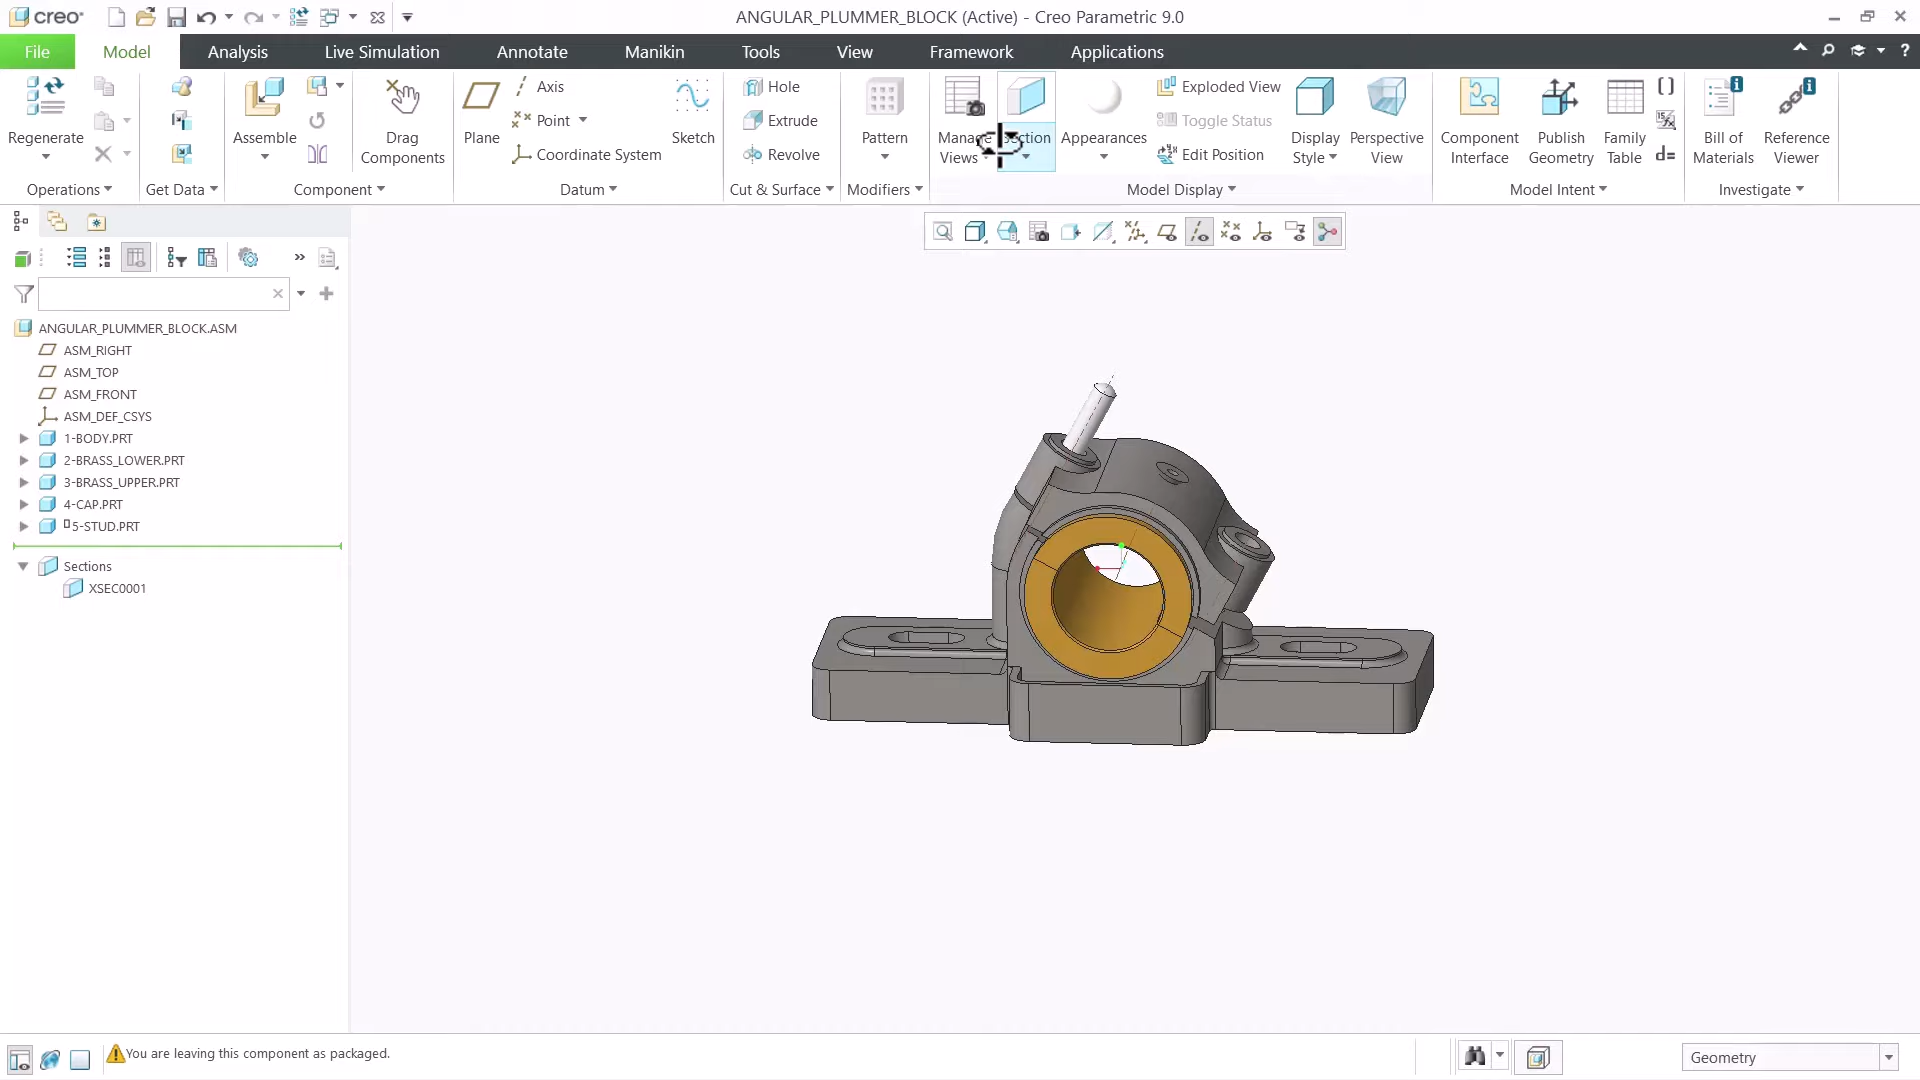 creo®
ANGULAR_PLUMMER_BLOCK (Active) - Creo Parametric 9.0
File Model Analysis Live Simulation Annotate Manikin Tools View Framework Applications
Regenerate
Operations
Get Data
Assemble
Drag Components
Component
Plane
Axis
Point
Coordinate System
Sketch
Datum
Hole
Extrude
Revolve
Cut & Surface
Pattern
Modifiers
Manage Views
Section
Appearances
Exploded View
Toggle Status
Edit Position
Display Style
Perspective View
Model Display
Component Interface
Publish Geometry
Family Table
d=
Model Intent
Bill of Materials
Reference Viewer
Investigate
ANGULAR_PLUMMER_BLOCK.ASM
ASM_RIGHT
ASM_TOP
ASM_FRONT
ASM_DEF_CSYS
1-BODY.PRT
2-BRASS_LOWER.PRT
3-BRASS_UPPER.PRT
4-CAP.PRT
5-STUD.PRT
Sections
XSEC0001
You are leaving this component as packaged.
Geometry